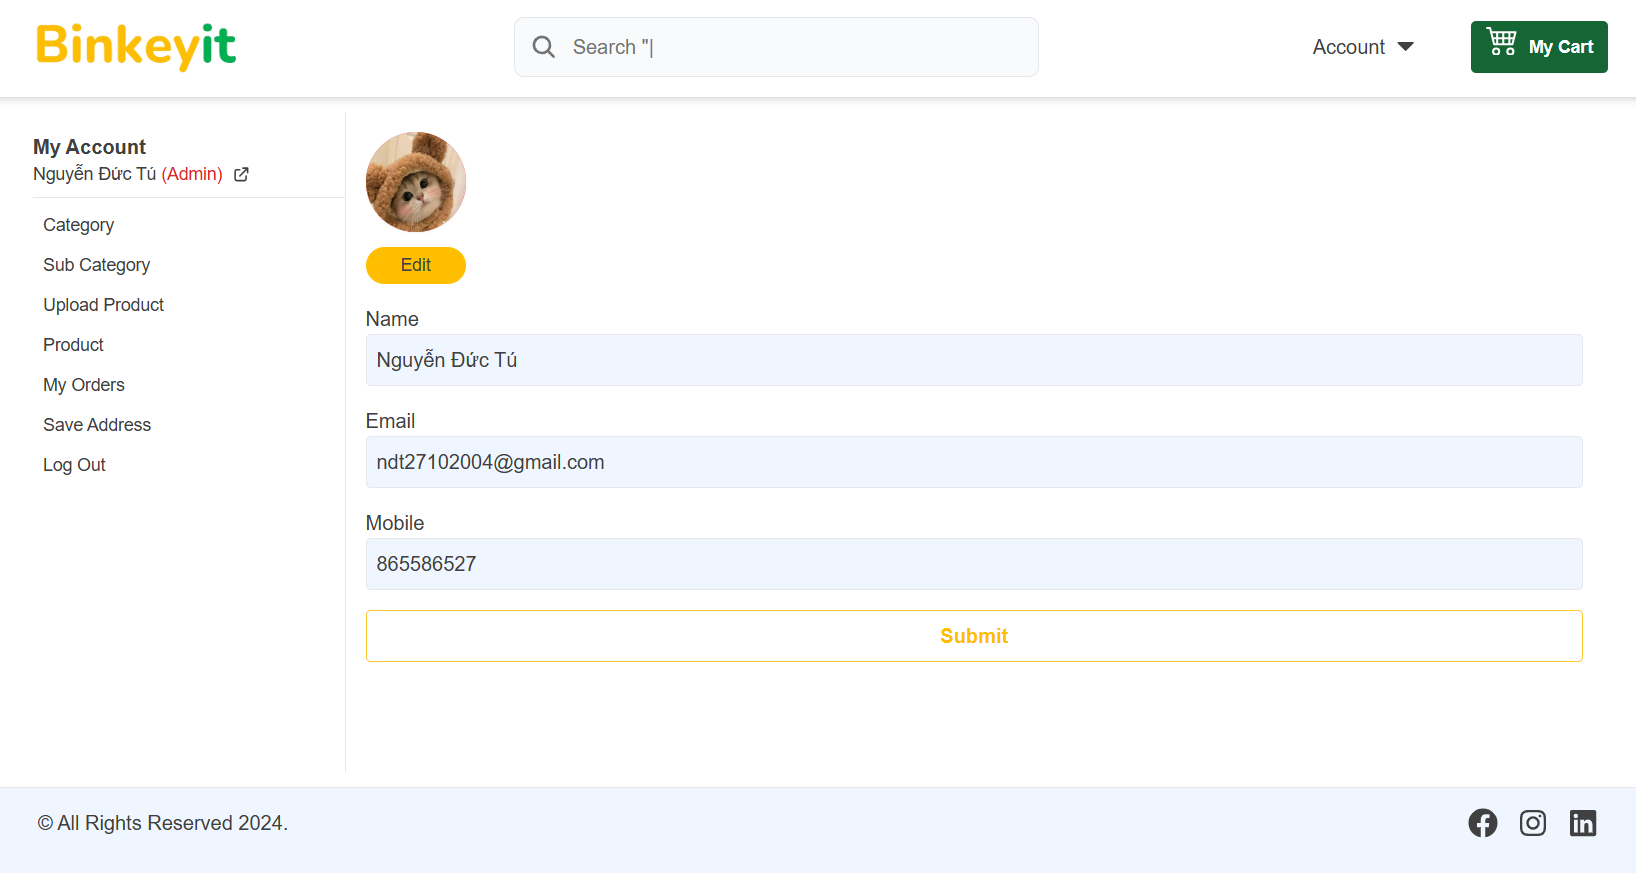 Binkeyit
Search "|
Account
My Cart
My Account
Nguyễn Đức Tú (Admin)
Category
Sub Category
Upload Product
Product
My Orders
Save Address
Log Out
Edit
Name
Nguyễn Đức Tú
Email
ndt27102004@gmail.com
Mobile
865586527
Submit
© All Rights Reserved 2024.